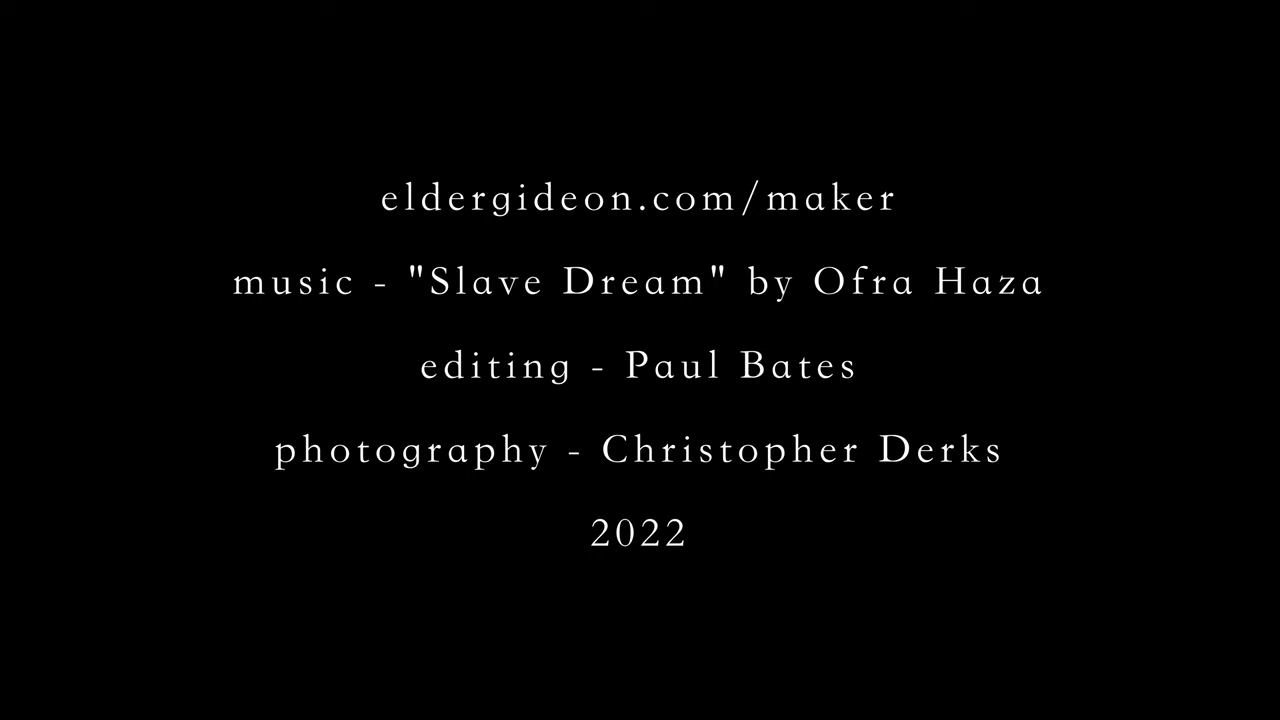 eldergideon.com/maker
music - "Slave Dream" by Ofra Haza
editing - Paul Bates
photography - Christopher Derks
2022